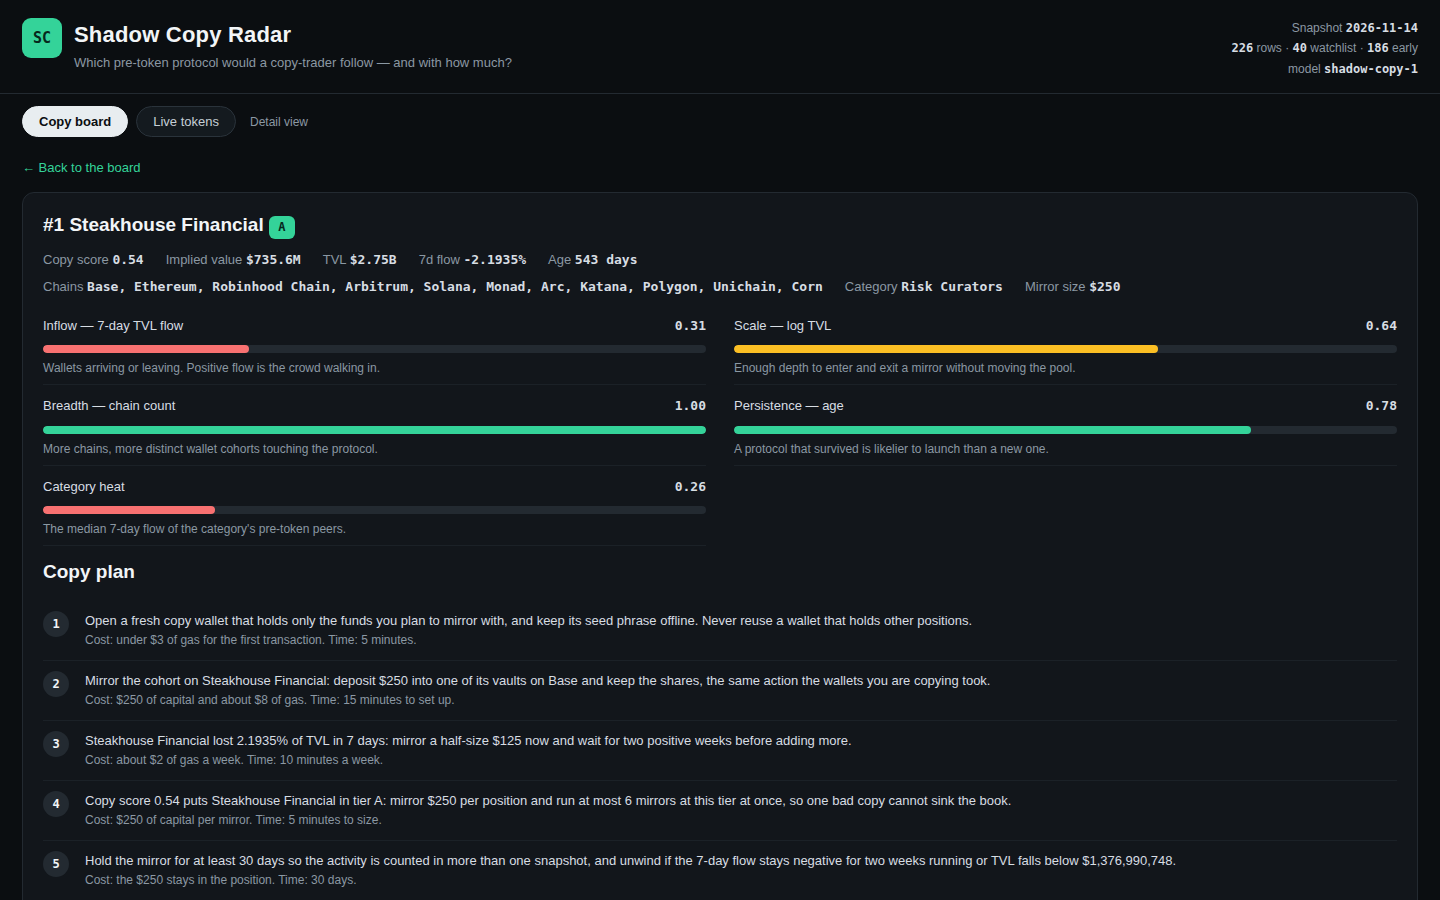 SC
Shadow Copy Radar
Which pre-token protocol would a copy-trader follow — and with how much?
Snapshot 2026-11-14
226 rows · 40 watchlist · 186 early
model shadow-copy-1
Copy board
Live tokens
Detail view
← Back to the board
#1 Steakhouse Financial A
Copy score 0.54 Implied value $735.6M TVL $2.75B 7d flow -2.1935% Age 543 days
Chains Base, Ethereum, Robinhood Chain, Arbitrum, Solana, Monad, Arc, Katana, Polygon, Unichain, Corn Category Risk Curators Mirror size $250
Inflow — 7-day TVL flow 0.31
Wallets arriving or leaving. Positive flow is the crowd walking in.
Scale — log TVL 0.64
Enough depth to enter and exit a mirror without moving the pool.
Breadth — chain count 1.00
More chains, more distinct wallet cohorts touching the protocol.
Persistence — age 0.78
A protocol that survived is likelier to launch than a new one.
Category heat 0.26
The median 7-day flow of the category's pre-token peers.
Copy plan
1
Open a fresh copy wallet that holds only the funds you plan to mirror with, and keep its seed phrase offline. Never reuse a wallet that holds other positions.
Cost: under $3 of gas for the first transaction. Time: 5 minutes.
2
Mirror the cohort on Steakhouse Financial: deposit $250 into one of its vaults on Base and keep the shares, the same action the wallets you are copying took.
Cost: $250 of capital and about $8 of gas. Time: 15 minutes to set up.
3
Steakhouse Financial lost 2.1935% of TVL in 7 days: mirror a half-size $125 now and wait for two positive weeks before adding more.
Cost: about $2 of gas a week. Time: 10 minutes a week.
4
Copy score 0.54 puts Steakhouse Financial in tier A: mirror $250 per position and run at most 6 mirrors at this tier at once, so one bad copy cannot sink the book.
Cost: $250 of capital per mirror. Time: 5 minutes to size.
5
Hold the mirror for at least 30 days so the activity is counted in more than one snapshot, and unwind if the 7-day flow stays negative for two weeks running or TVL falls below $1,376,990,748.
Cost: the $250 stays in the position. Time: 30 days.